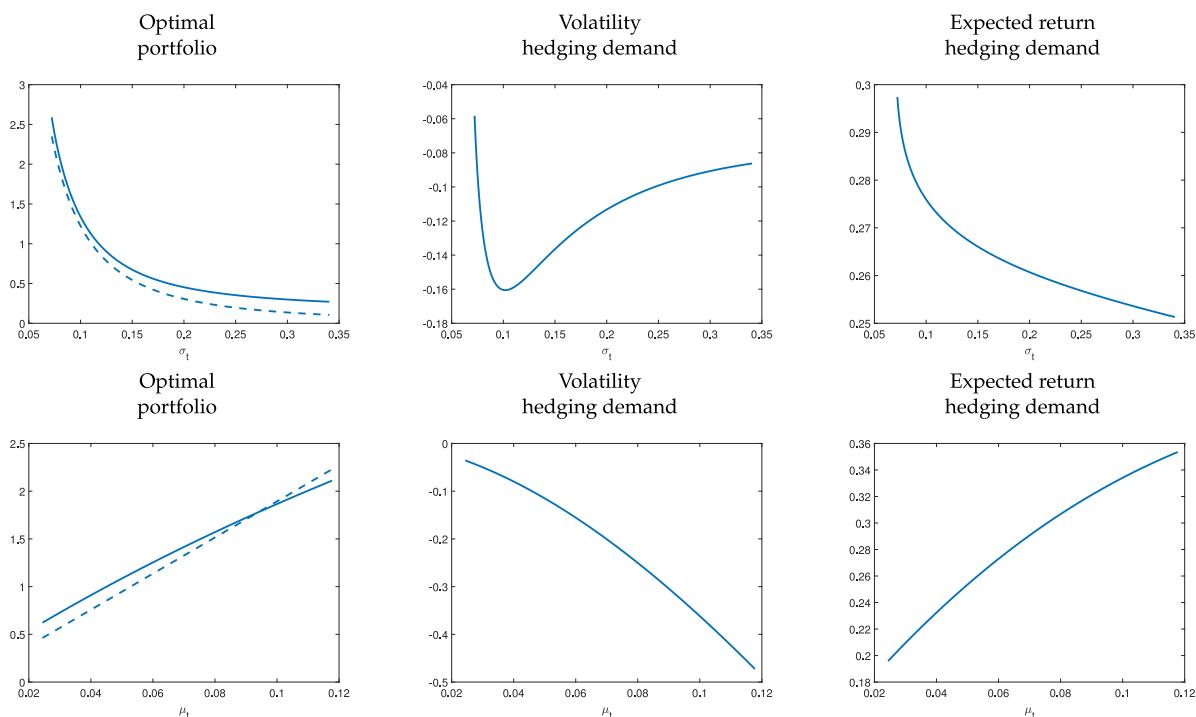 Optimal
portfolio
Volatility
hedging demand
Expected return
hedging demand
3
2.5
2
1.5
1
0.5
0
0.05 0.1 0.15 0.2 0.25 0.3 0.35
σt
-0.04
-0.06
-0.08
-0.1
-0.12
-0.14
-0.16
-0.18
0.05 0.1 0.15 0.2 0.25 0.3 0.35
σt
0.3
0.29
0.28
0.27
0.26
0.25
0.05 0.1 0.15 0.2 0.25 0.3 0.35
σt
Optimal
portfolio
Volatility
hedging demand
Expected return
hedging demand
2.5
2
1.5
1
0.5
0
0.02 0.04 0.06 0.08 0.1 0.12
μt
0
-0.1
-0.2
-0.3
-0.4
-0.5
0.02 0.04 0.06 0.08 0.1 0.12
μt
0.36
0.34
0.32
0.3
0.28
0.26
0.24
0.22
0.2
0.18
0.02 0.04 0.06 0.08 0.1 0.12
μt